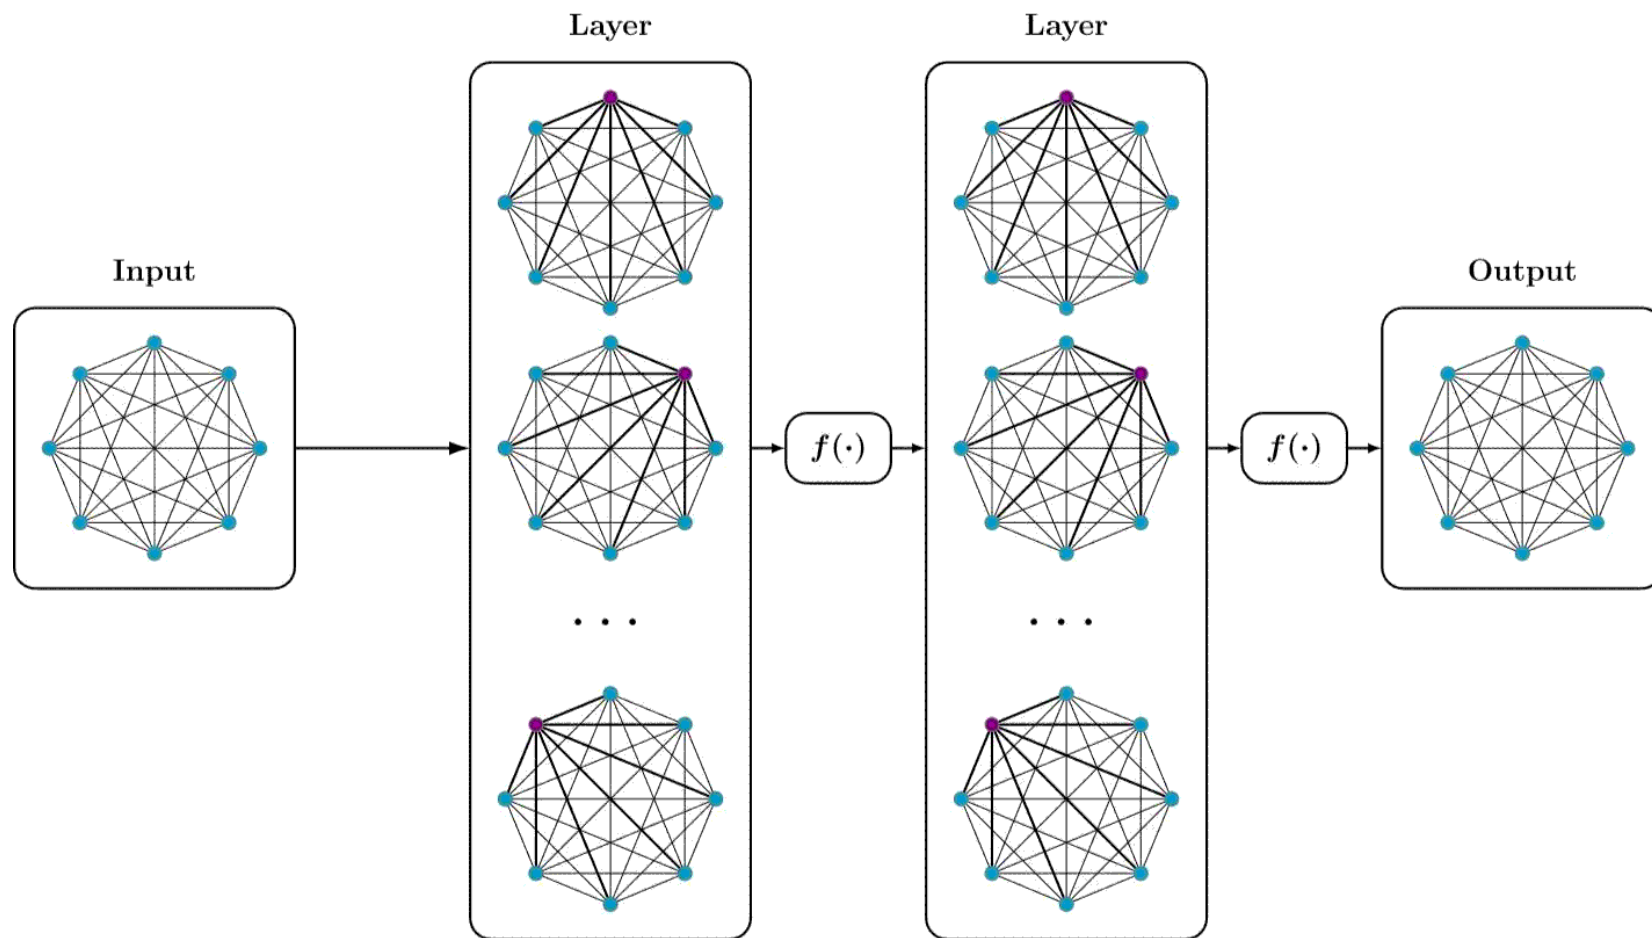 Layer
Layer
Input
Output
f(·)
f(·)
· · ·
· · ·